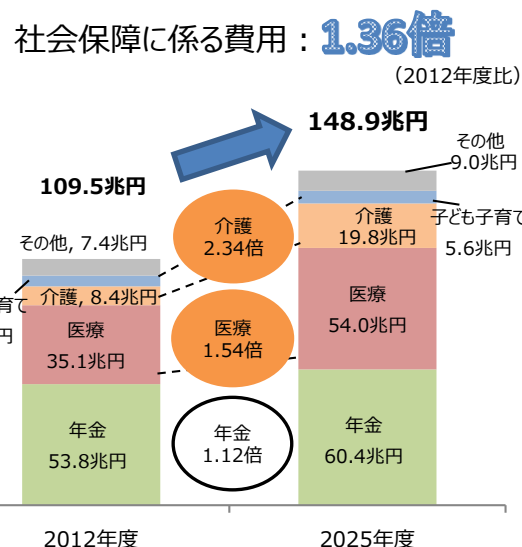 社会保障に係る費用：1.36倍
（2012年度比）
148.9兆円
109.5兆円
その他
9.0兆円
介護
2.34倍
介護
19.8兆円
子ども子育て
5.6兆円
その他, 7.4兆円
育て
円
介護, 8.4兆円
医療
35.1兆円
医療
1.54倍
医療
54.0兆円
年金
53.8兆円
年金
1.12倍
年金
60.4兆円
2012年度
2025年度